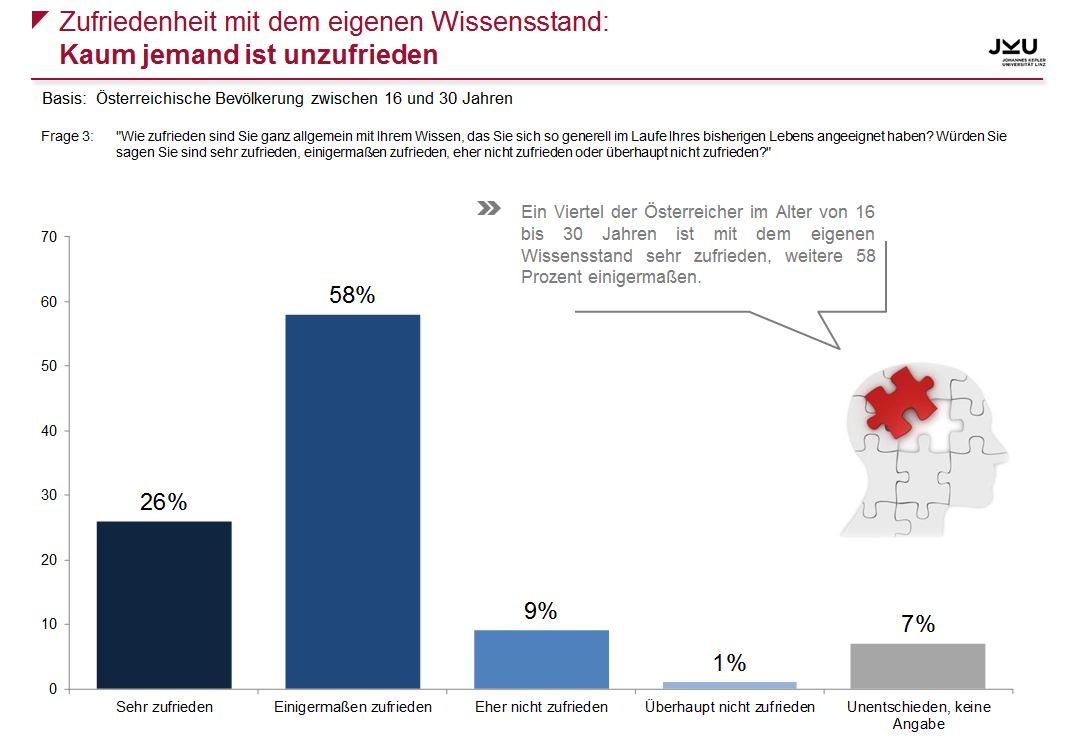 Zufriedenheit mit dem eigenen Wissensstand:
Kaum jemand ist unzufrieden
JKU
JOHANNES KEPLER
UNIVERSITÄT LINZ
Basis: Österreichische Bevölkerung zwischen 16 und 30 Jahren
Frage 3: "Wie zufrieden sind Sie ganz allgemein mit Ihrem Wissen, das Sie sich so generell im Laufe Ihres bisherigen Lebens angeeignet haben? Würden Sie
sagen Sie sind sehr zufrieden, einigermaßen zufrieden, eher nicht zufrieden oder überhaupt nicht zufrieden?"
Ein Viertel der Österreicher im Alter von 16
bis 30 Jahren ist mit dem eigenen
Wissensstand sehr zufrieden, weitere 58
Prozent einigermaßen.
70
60
50
40
30
20
10
0
26%
58%
9%
1%
7%
Sehr zufrieden
Einigermaßen zufrieden
Eher nicht zufrieden
Überhaupt nicht zufrieden
Unentschieden, keine
Angabe